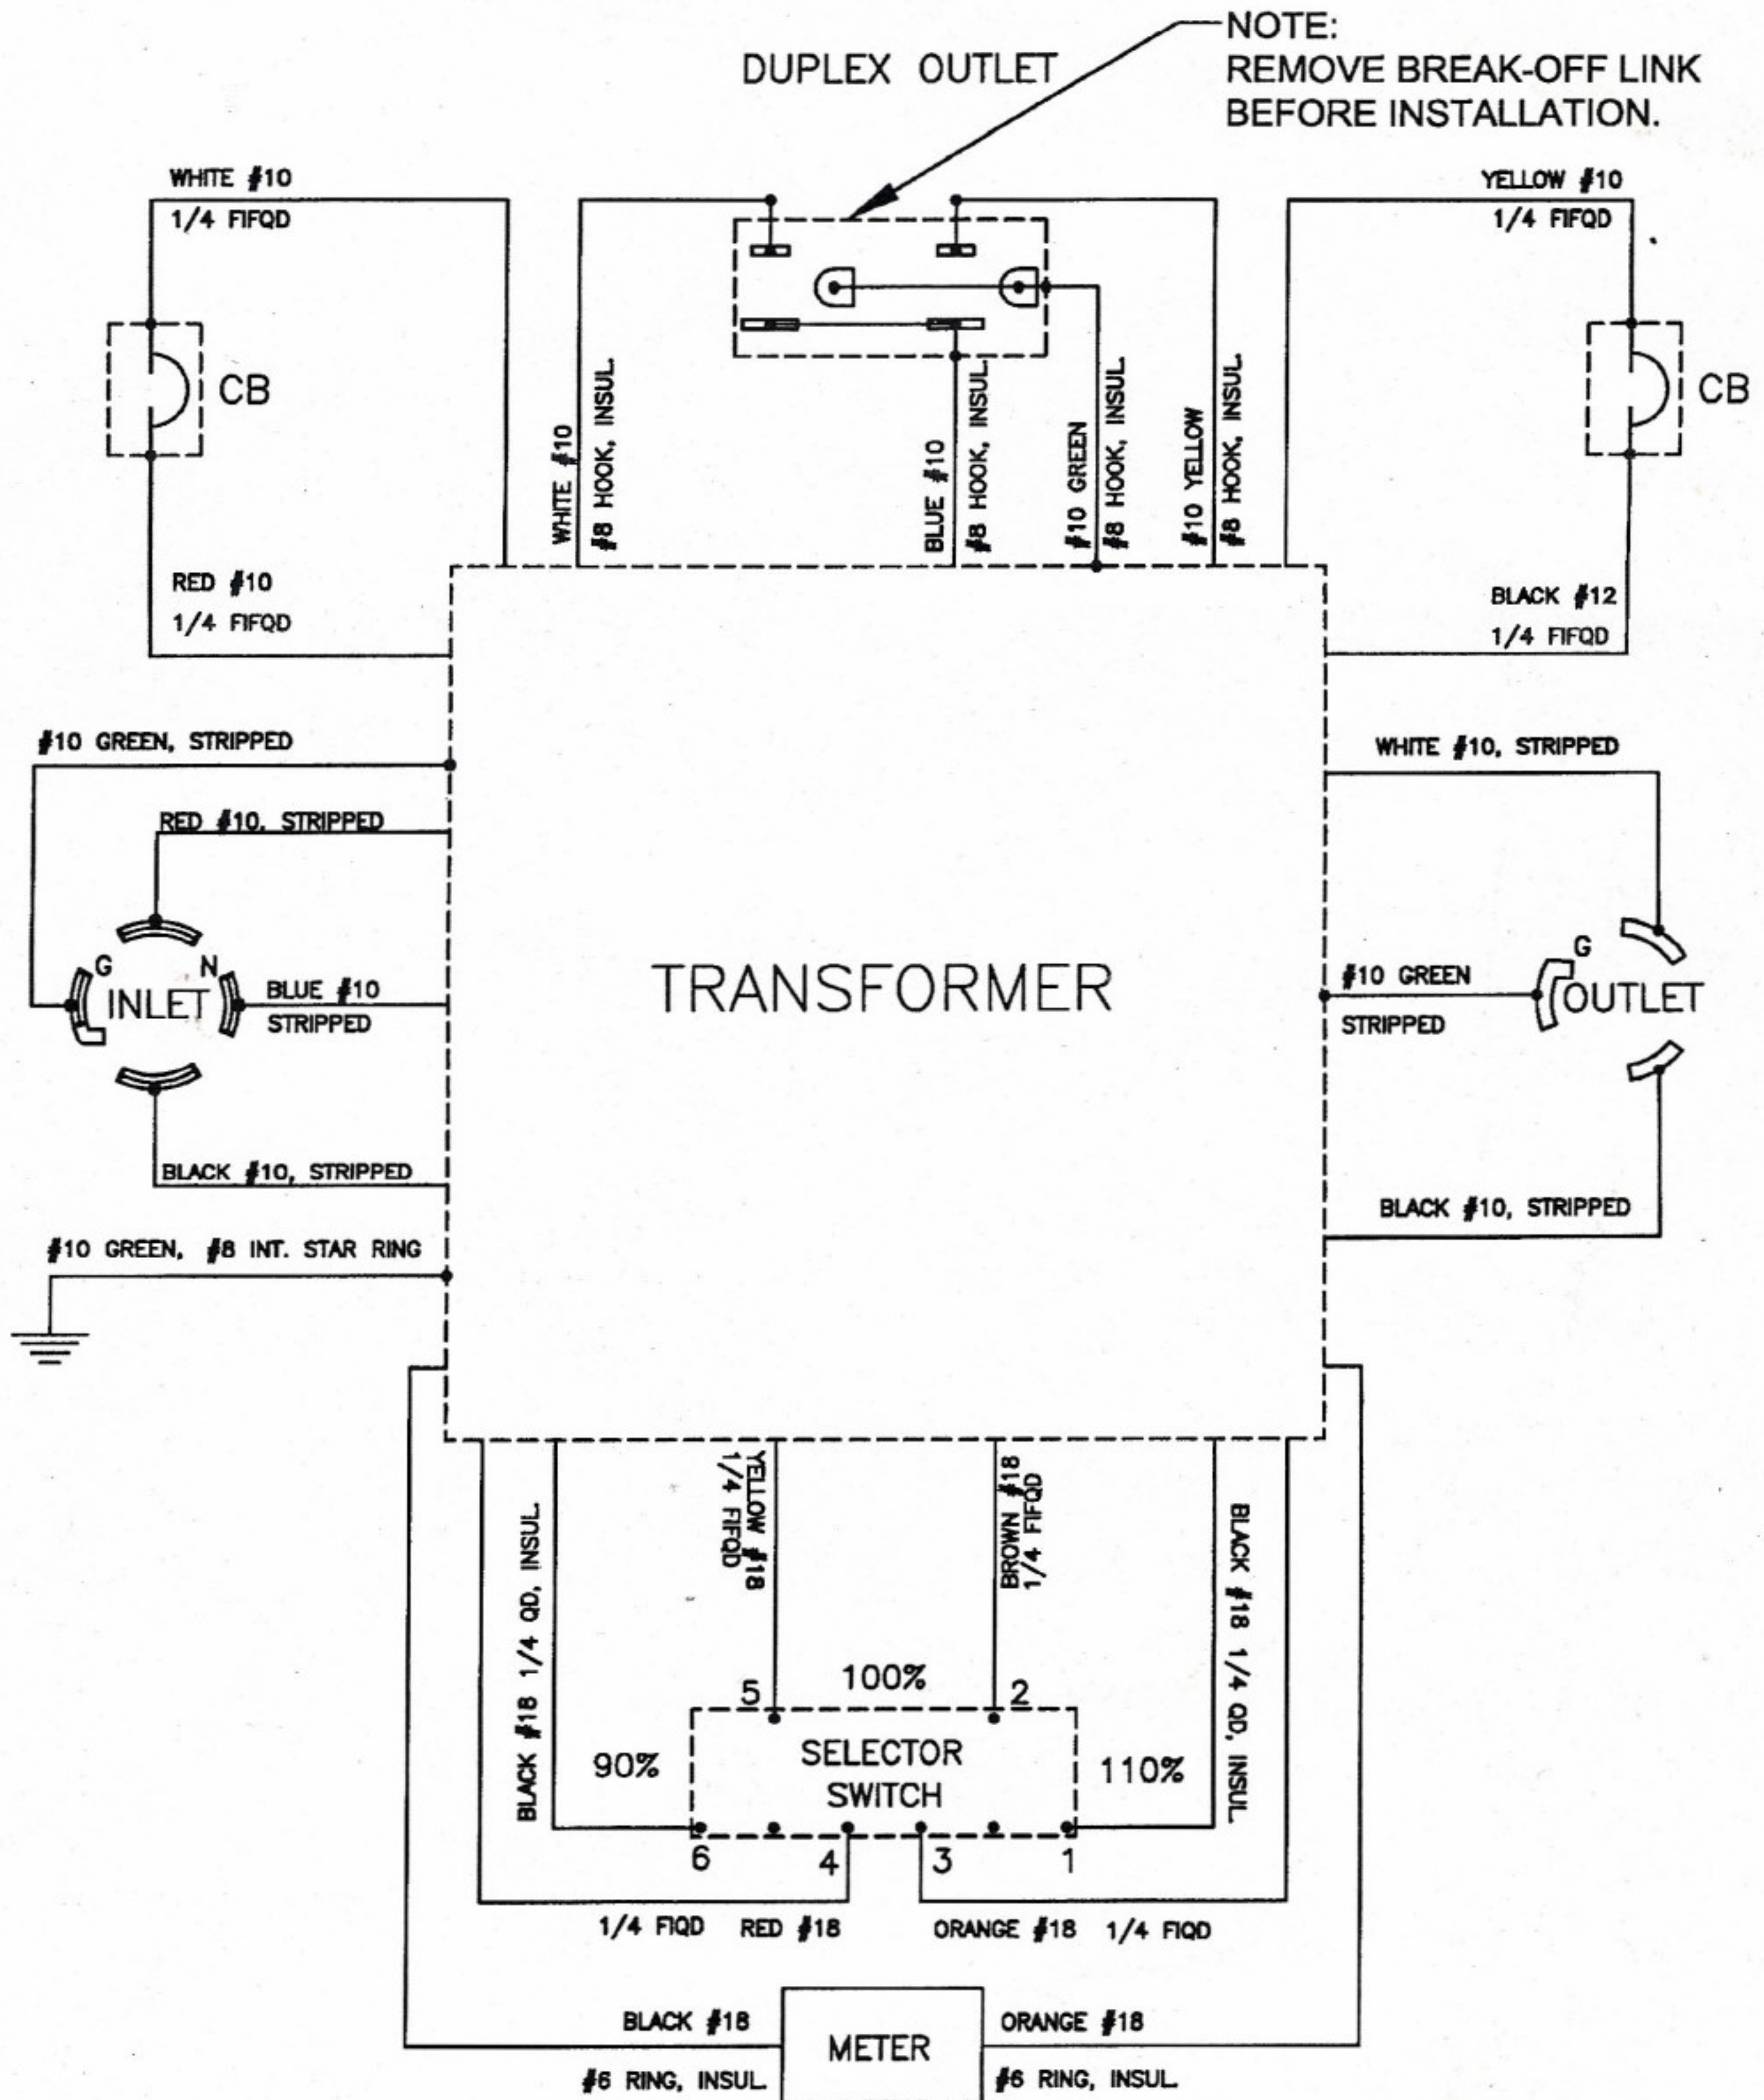 NOTE:
REMOVE BREAK-OFF LINK
BEFORE INSTALLATION.
DUPLEX OUTLET
WHITE #10
1/4 FIFQD
YELLOW #10
1/4 FIFQD
CB
CB
WHITE #10
#8 HOOK, INSUL.
BLUE #10
#8 HOOK, INSUL.
#10 GREEN
#8 HOOK, INSUL.
#10 YELLOW
#8 HOOK, INSUL.
RED #10
1/4 FIFQD
BLACK #12
1/4 FIFQD
#10 GREEN, STRIPPED
WHITE #10, STRIPPED
RED #10, STRIPPED
G
N
INLET
BLUE #10
STRIPPED
TRANSFORMER
#10 GREEN
STRIPPED
G
OUTLET
BLACK #10, STRIPPED
BLACK #10, STRIPPED
#10 GREEN, #8 INT. STAR RING
BLACK #18 1/4 QD, INSUL.
YELLOW #18
1/4 FIFQD
BROWN #18
1/4 FIFQD
BLACK #18 1/4 QD, INSUL.
5
100%
2
90%
SELECTOR
SWITCH
110%
6
4
3
1
1/4 FIQD RED #18
ORANGE #18 1/4 FIQD
BLACK #18
#6 RING, INSUL.
METER
ORANGE #18
#6 RING, INSUL.